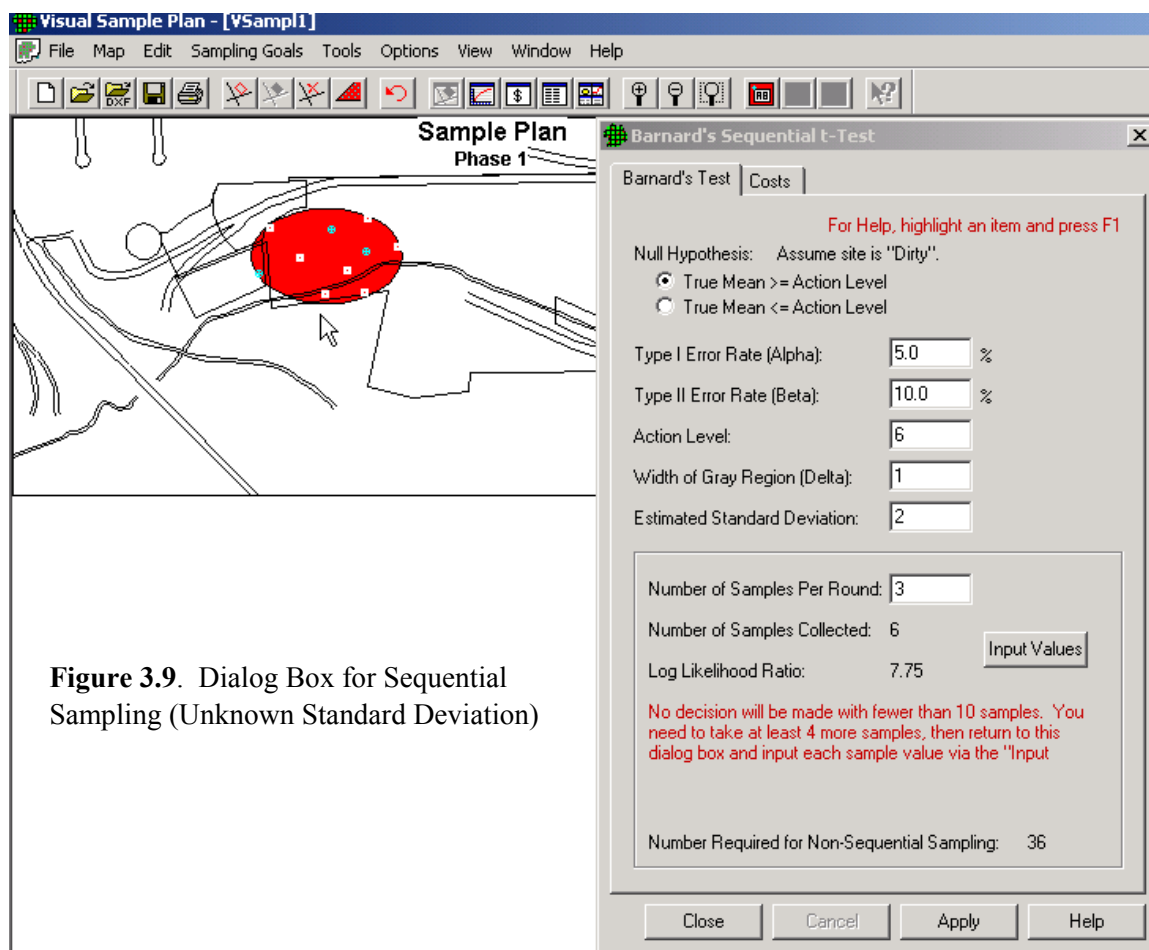 Visual Sample Plan - [VSampl1]
File Map Edit Sampling Goals Tools Options View Window Help
DXF
$
Sample Plan
Phase 1
Barnard's Sequential t-Test
Barnard's Test Costs
For Help, highlight an item and press F1
Null Hypothesis: Assume site is "Dirty".
True Mean >= Action Level
True Mean <= Action Level
Type I Error Rate (Alpha): 5.0 %
Type II Error Rate (Beta): 10.0 %
Action Level: 6
Width of Gray Region (Delta): 1
Estimated Standard Deviation: 2
Number of Samples Per Round: 3
Number of Samples Collected: 6
Input Values
Log Likelihood Ratio: 7.75
No decision will be made with fewer than 10 samples. You
need to take at least 4 more samples, then return to this
dialog box and input each sample value via the "Input
Number Required for Non-Sequential Sampling: 36
Close Cancel Apply Help
Figure 3.9. Dialog Box for Sequential
Sampling (Unknown Standard Deviation)